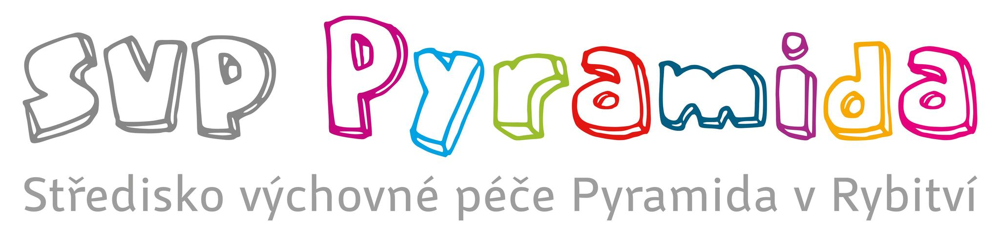 SVP Pyramida
Středisko výchovné péče Pyramida v Rybitví